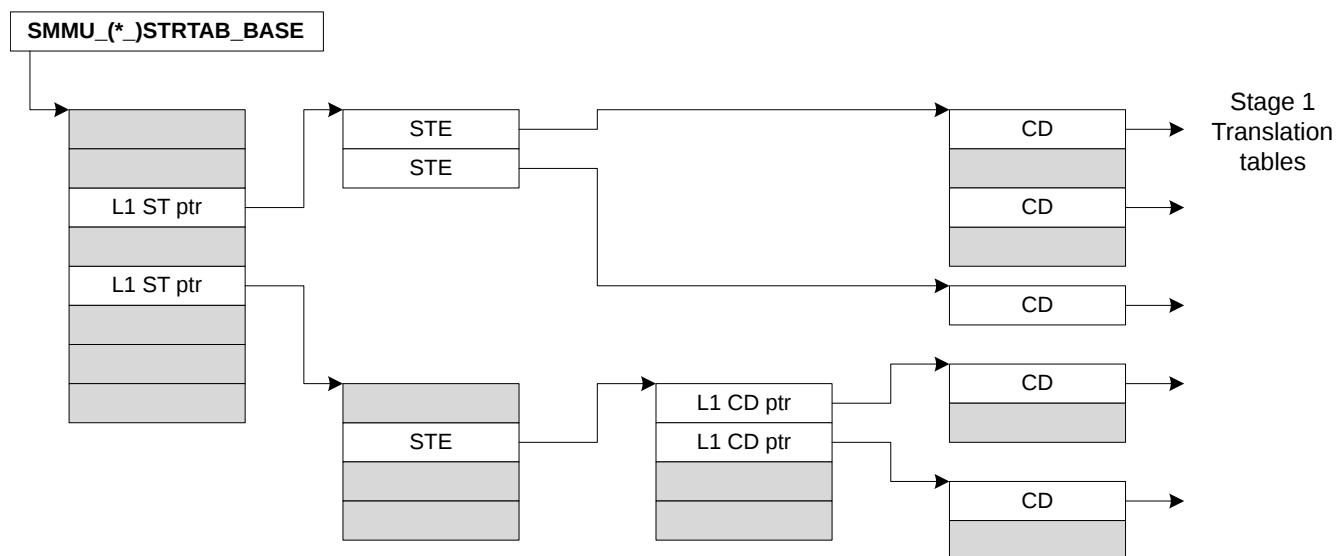 SMMU_(*_)STRTAB_BASE
STE
STE
CD
Stage 1
Translation
tables
L1 ST ptr
CD
L1 ST ptr
CD
L1 CD ptr
CD
STE
L1 CD ptr
CD